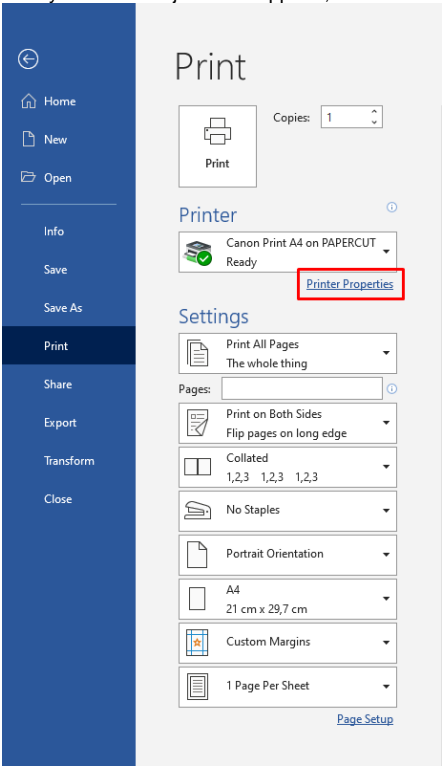 Print
Home
New
Open
Info
Save
Save As
Print
Share
Export
Transform
Close
Copies: 1
Print
Printer
Canon Print A4 on PAPERCUT
Ready
Printer Properties
Settings
Print All Pages
The whole thing
Pages:
Print on Both Sides
Flip pages on long edge
Collated
1,2,3 1,2,3 1,2,3
No Staples
Portrait Orientation
A4
21 cm x 29,7 cm
Custom Margins
1 Page Per Sheet
Page Setup